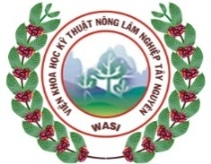 VIỆN KHOA HỌC KỸ THUẬT NÔNG LÂM NGHIỆP TÂY NGUYÊN
WASI